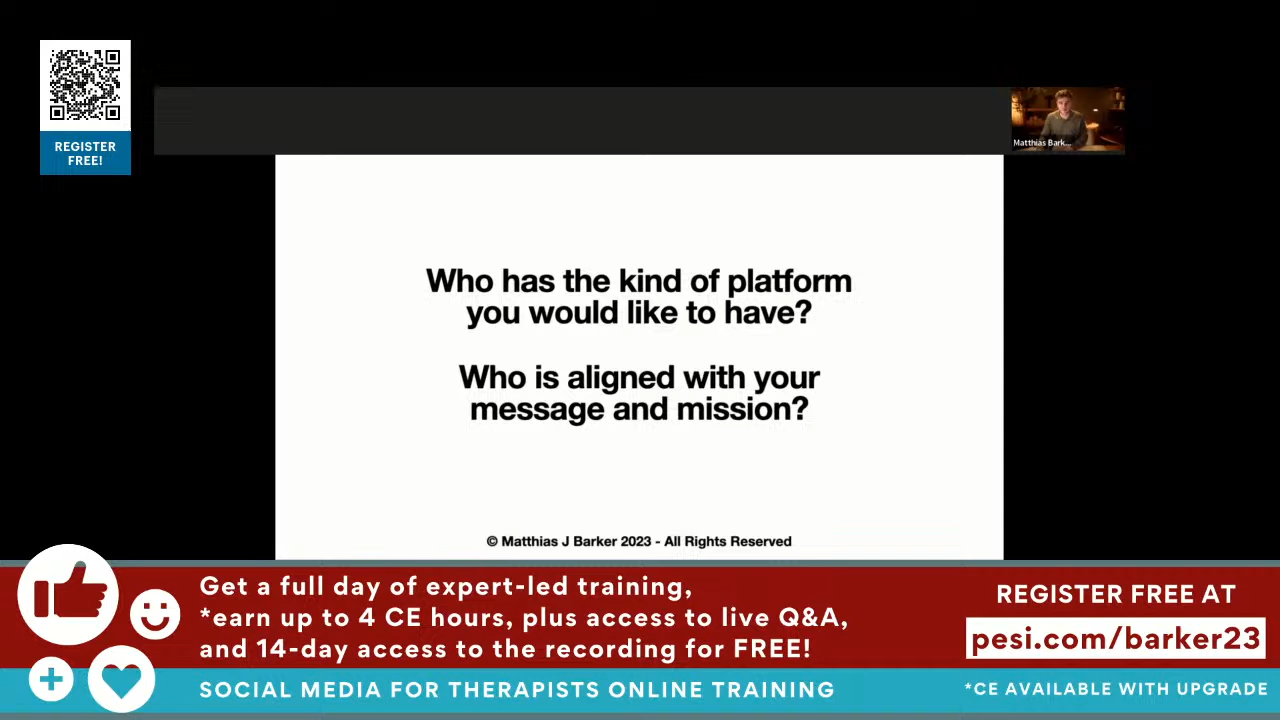 REGISTER
FREE!
Matthias Bark...
Who has the kind of platform
you would like to have?
Who is aligned with your
message and mission?
© Matthias J Barker 2023 - All Rights Reserved
Get a full day of expert-led training,
*earn up to 4 CE hours, plus access to live Q&A,
and 14-day access to the recording for FREE!
REGISTER FREE AT
pesi.com/barker23
SOCIAL MEDIA FOR THERAPISTS ONLINE TRAINING
*CE AVAILABLE WITH UPGRADE